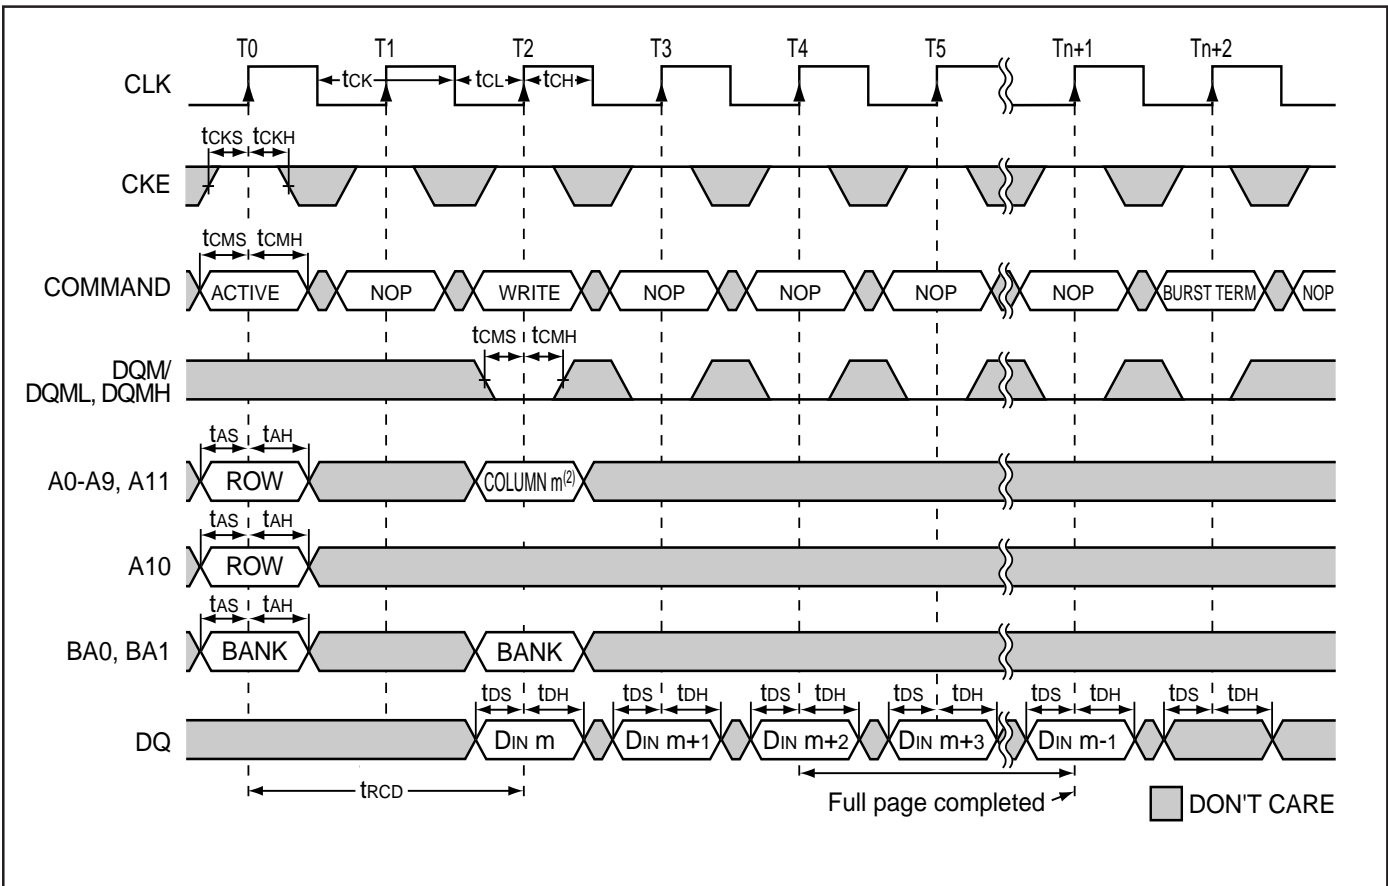 T0 T1 T2 T3 T4 T5 Tn+1 Tn+2
CLK tCK tCL tCH
tCKS tCKH
CKE
tCMS tCMH
COMMAND ACTIVE NOP WRITE NOP NOP NOP NOP BURST TERM NOP
tCMS tCMH
DQM/
DQML, DQMH
tAS tAH
A0-A9, A11 ROW COLUMN m(2)
tAS tAH
A10 ROW
tAS tAH
BA0, BA1 BANK BANK
tDS tDH tDS tDH tDS tDH tDS tDH tDS tDH tDS tDH
DQ DIN m DIN m+1 DIN m+2 DIN m+3 DIN m-1
tRCD
Full page completed
DON'T CARE